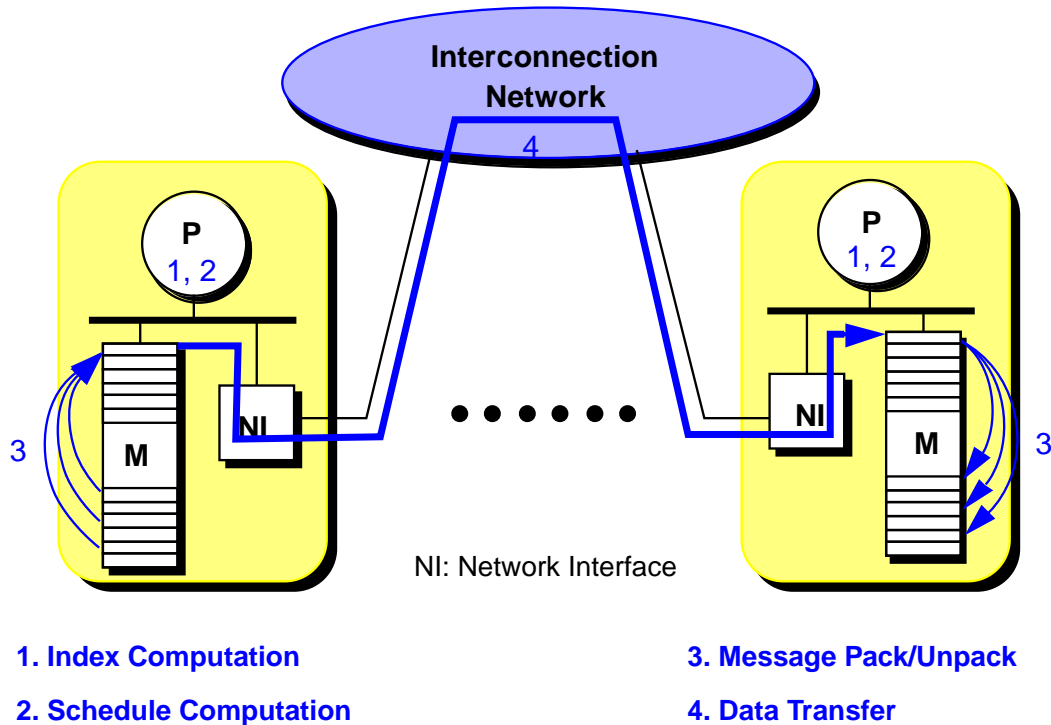 Interconnection
Network
4
P
1, 2
P
1, 2
NI
NI
M
M
3
3
NI: Network Interface
1. Index Computation
3. Message Pack/Unpack
2. Schedule Computation
4. Data Transfer